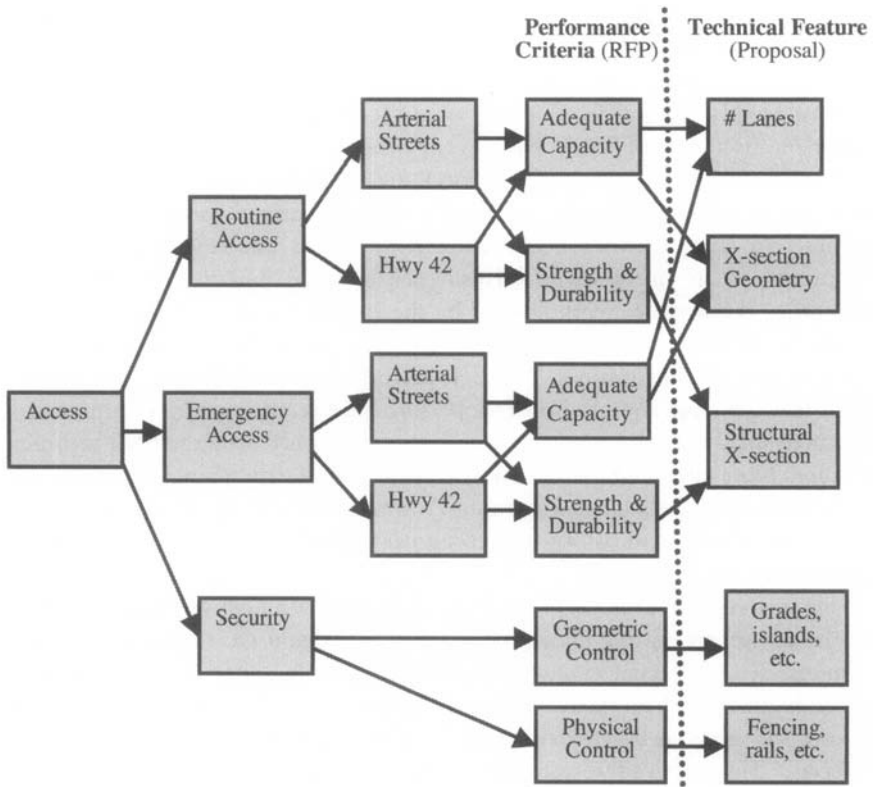 Performance
Criteria (RFP)
Technical Feature
(Proposal)
Arterial
Streets
Adequate
Capacity
# Lanes
Routine
Access
Hwy 42
Strength &
Durability
X-section
Geometry
Access
Emergency
Access
Arterial
Streets
Adequate
Capacity
Structural
X-section
Hwy 42
Strength &
Durability
Security
Geometric
Control
Grades,
islands,
etc.
Physical
Control
Fencing,
rails, etc.